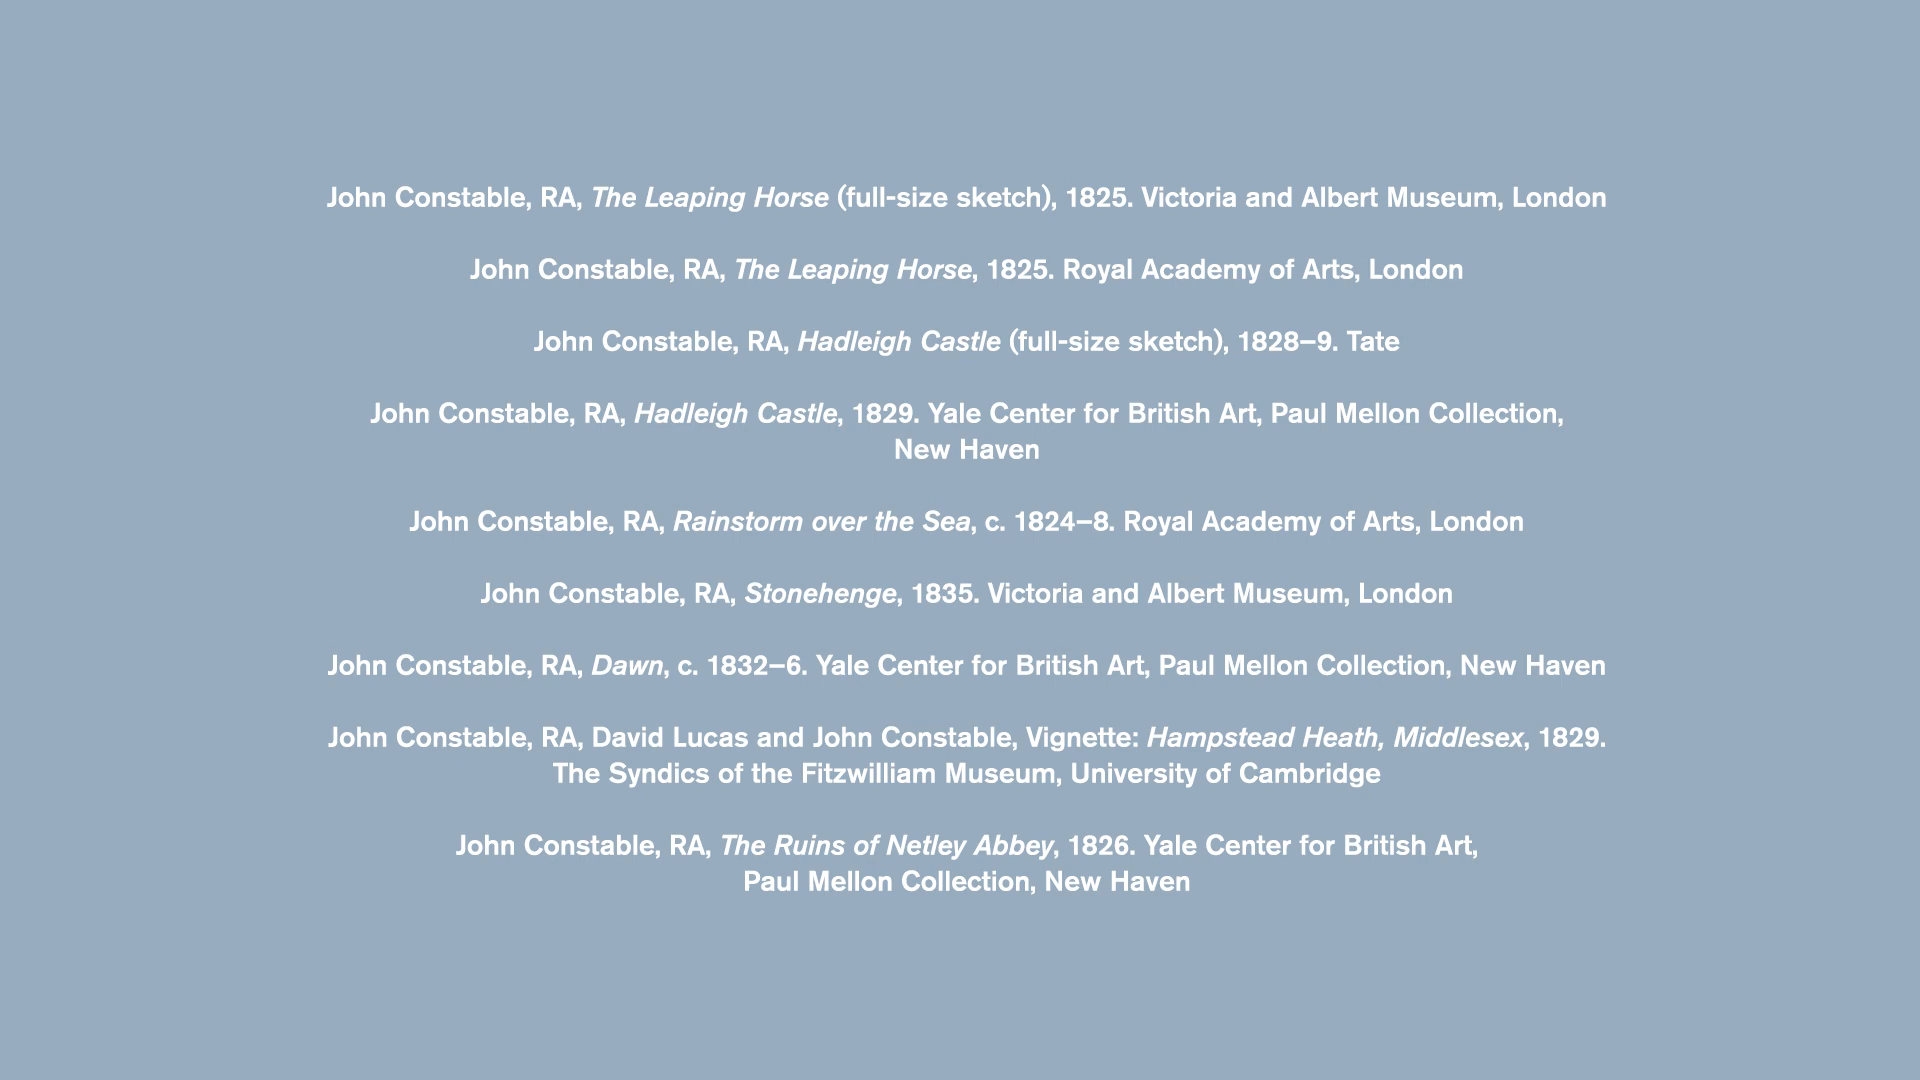 John Constable, RA, The Leaping Horse (full-size sketch), 1825. Victoria and Albert Museum, London
John Constable, RA, The Leaping Horse, 1825. Royal Academy of Arts, London
John Constable, RA, Hadleigh Castle (full-size sketch), 1828–9. Tate
John Constable, RA, Hadleigh Castle, 1829. Yale Center for British Art, Paul Mellon Collection,
New Haven
John Constable, RA, Rainstorm over the Sea, c. 1824–8. Royal Academy of Arts, London
John Constable, RA, Stonehenge, 1835. Victoria and Albert Museum, London
John Constable, RA, Dawn, c. 1832–6. Yale Center for British Art, Paul Mellon Collection, New Haven
John Constable, RA, David Lucas and John Constable, Vignette: Hampstead Heath, Middlesex, 1829.
The Syndics of the Fitzwilliam Museum, University of Cambridge
John Constable, RA, The Ruins of Netley Abbey, 1826. Yale Center for British Art,
Paul Mellon Collection, New Haven